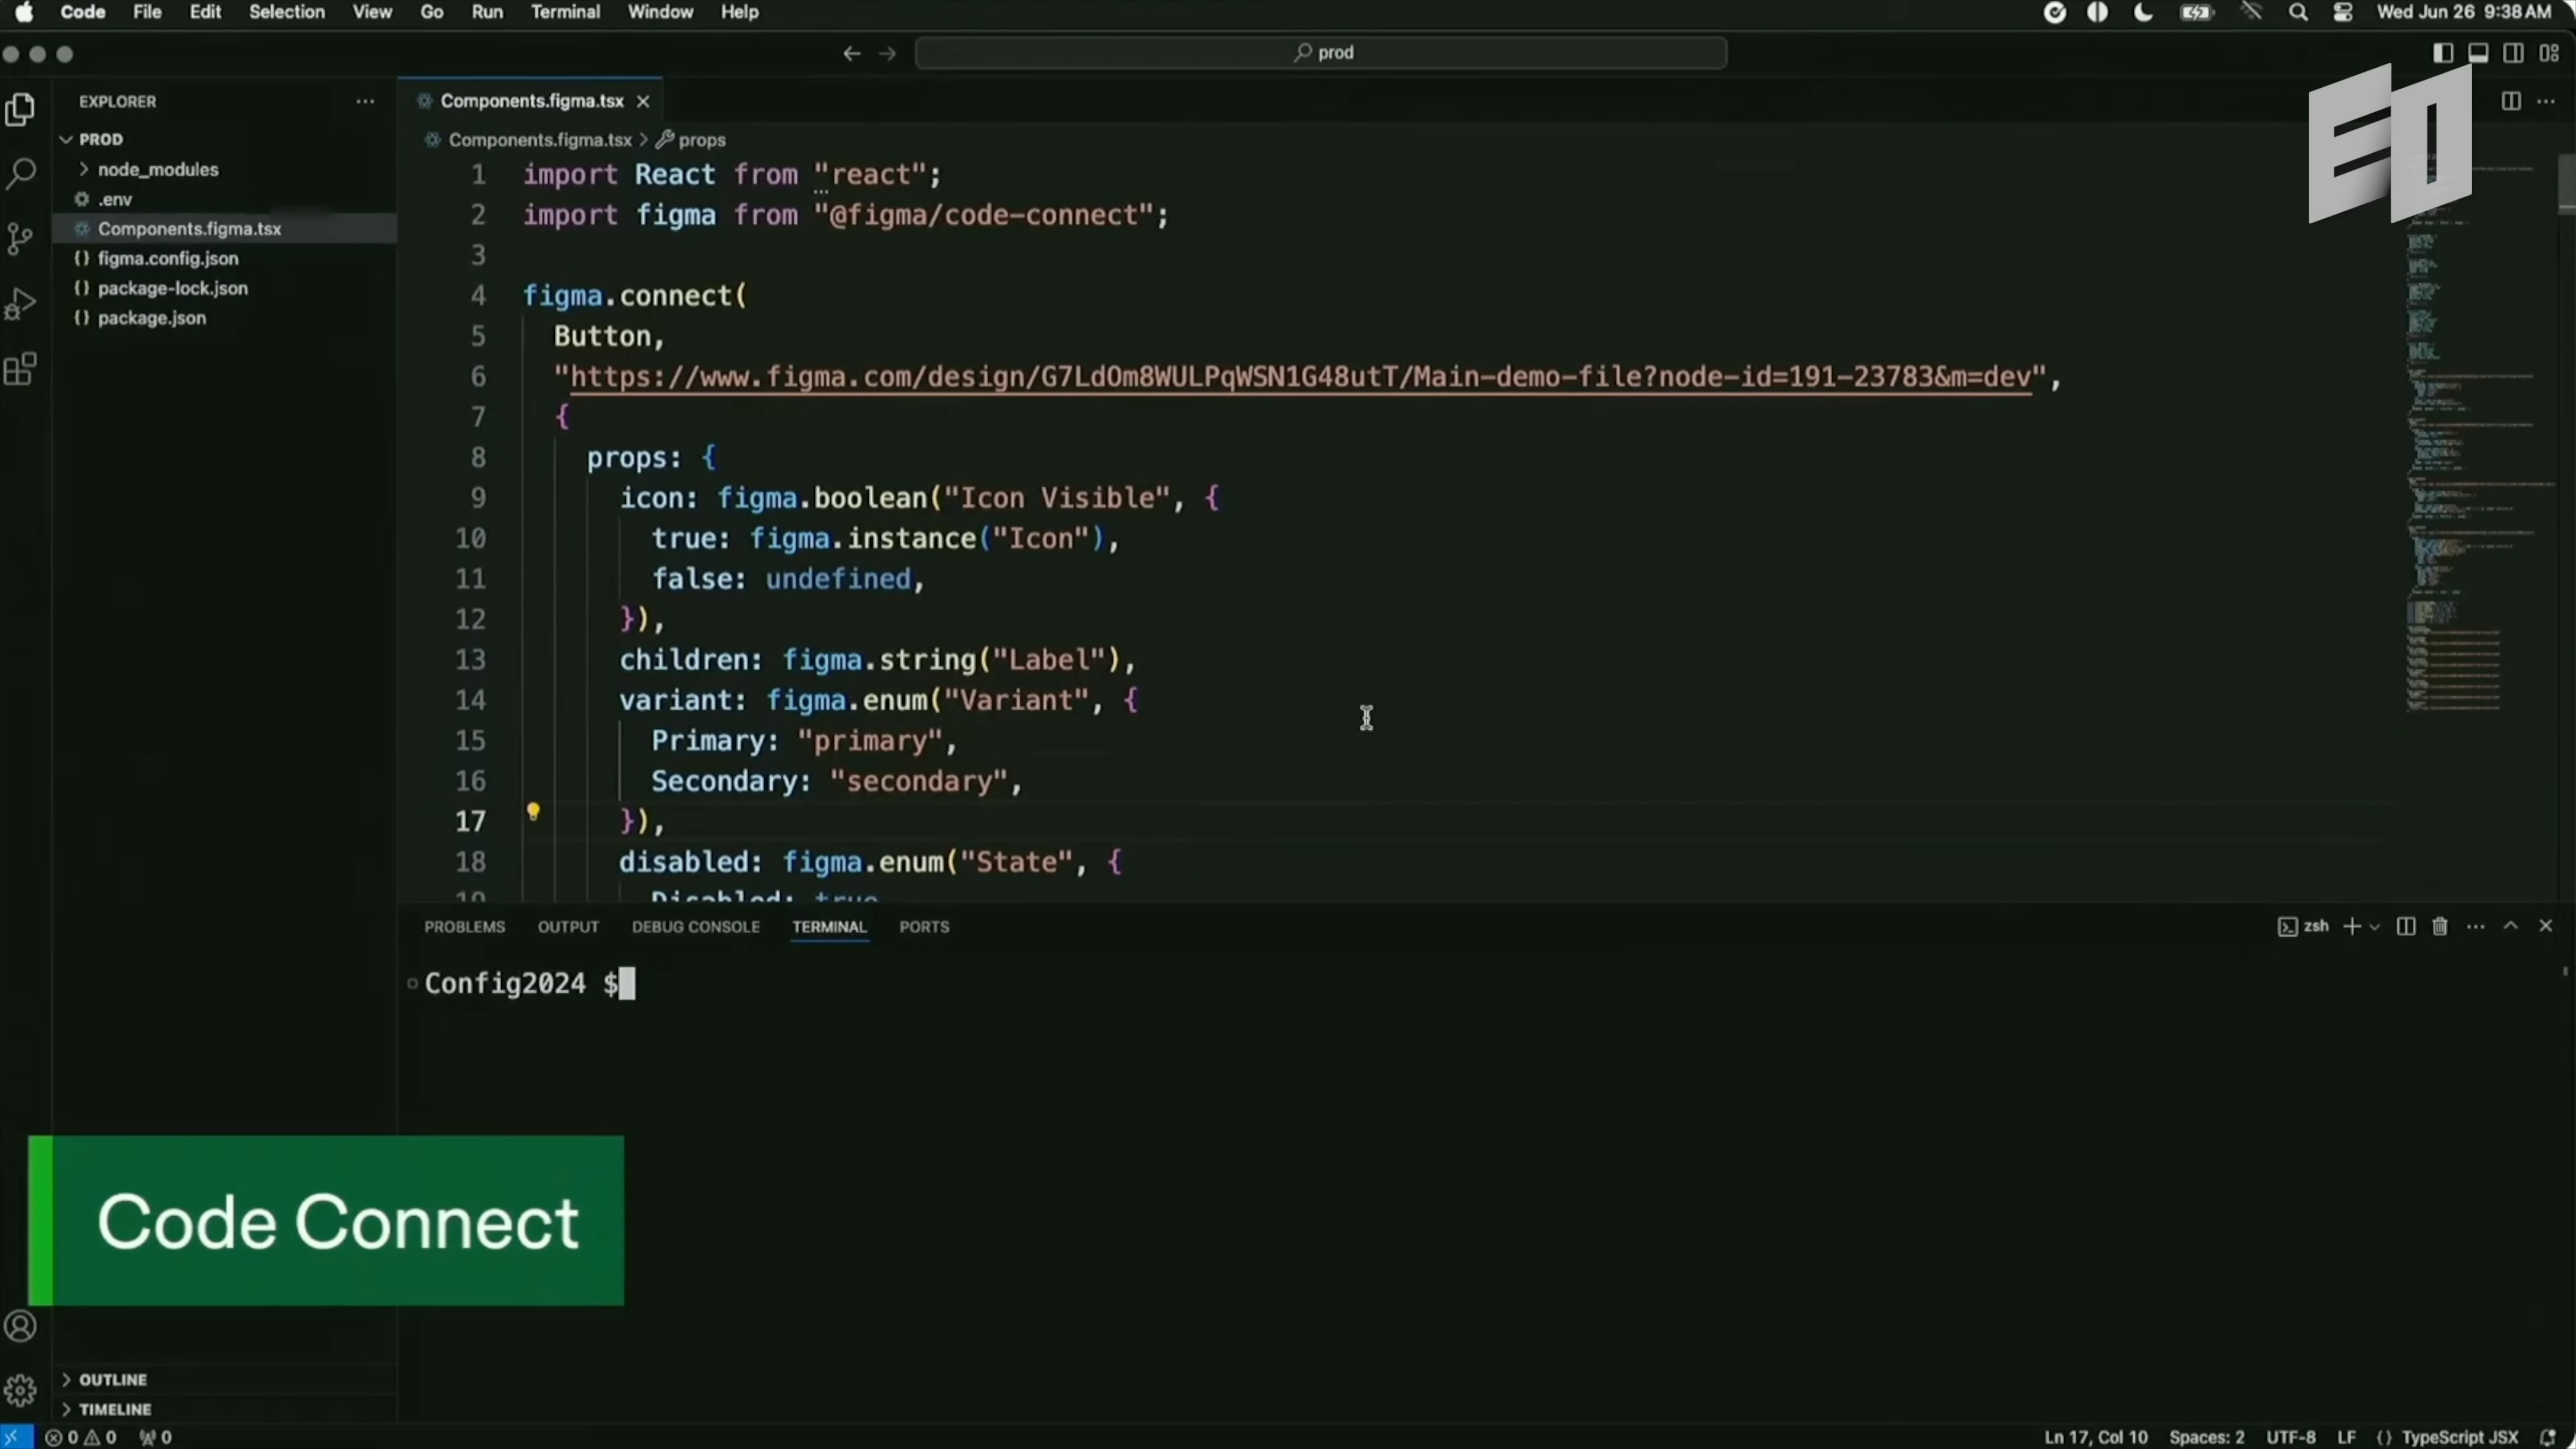 Code File Edit Selection View Go Run Terminal Window Help Wed Jun 26 9:38 AM
prod
EXPLORER
PROD
node_modules
.env
Components.figma.tsx
figma.config.json
package-lock.json
package.json
Components.figma.tsx
Components.figma.tsx > props
EO
1 import React from "react";
2 import figma from "@figma/code-connect";
3
4 figma.connect(
5 Button,
6 "https://www.figma.com/design/G7LdOm8WULPqWSN1G48utT/Main-demo-file?node-id=191-23783&m=dev",
7 {
8 props: {
9 icon: figma.boolean("Icon Visible", {
10 true: figma.instance("Icon"),
11 false: undefined,
12 }),
13 children: figma.string("Label"),
14 variant: figma.enum("Variant", {
15 Primary: "primary",
16 Secondary: "secondary",
17 }),
18 disabled: figma.enum("State", {
19 Disabled: true
PROBLEMS OUTPUT DEBUG CONSOLE TERMINAL PORTS zsh
Config2024 $
Code Connect
OUTLINE
TIMELINE
0 0 0 Ln 17, Col 10 Spaces: 2 UTF-8 LF {} TypeScript JSX